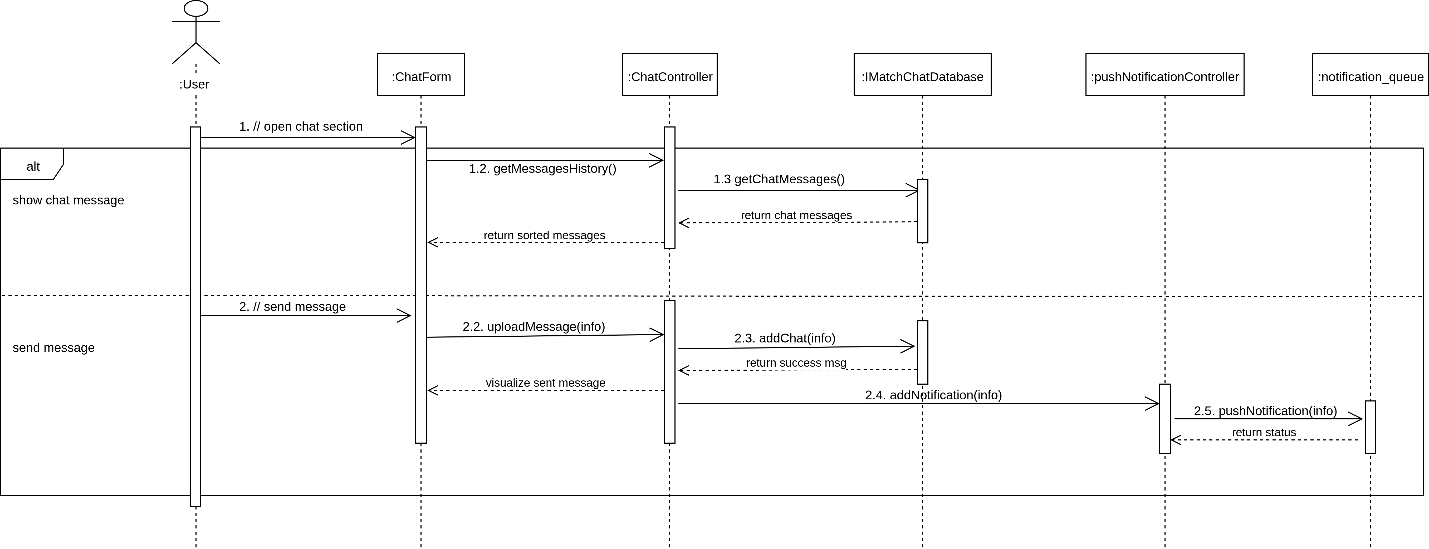 :User
:ChatForm
:ChatController
:IMatchChatDatabase
:pushNotificationController
:notification_queue
1. // open chat section
alt
1.2. getMessagesHistory()
1.3 getChatMessages()
show chat message
return chat messages
return sorted messages
2. // send message
2.2. uploadMessage(info)
2.3. addChat(info)
send message
return success msg
visualize sent message
2.4. addNotification(info)
2.5. pushNotification(info)
return status